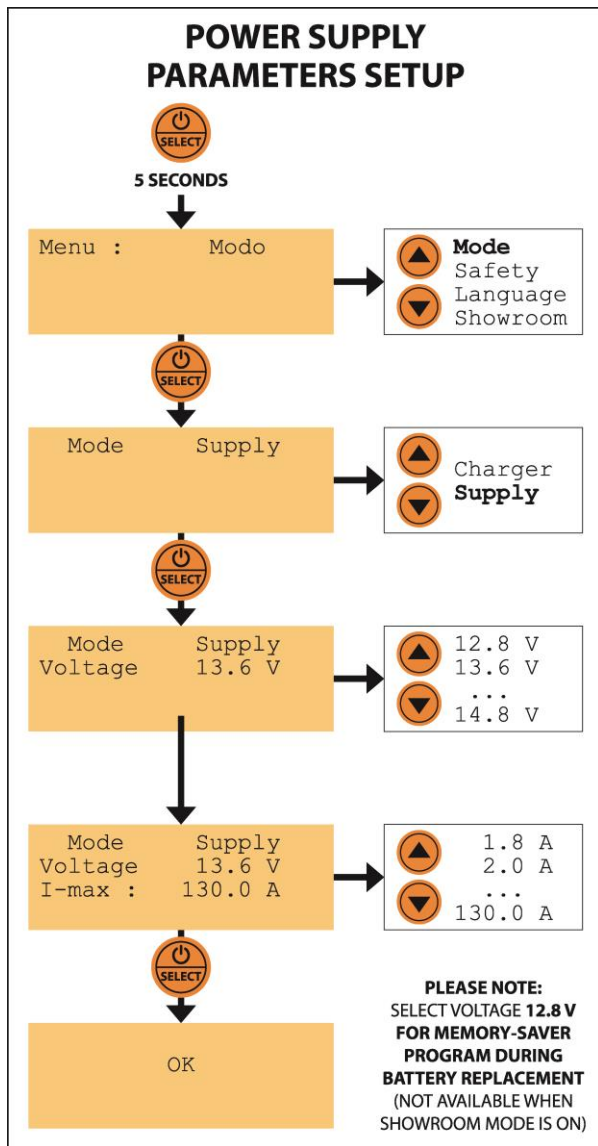 POWER SUPPLY
PARAMETERS SETUP
SELECT
5 SECONDS
Menu : Modo
Mode
Safety
Language
Showroom
SELECT
Mode Supply
Charger
Supply
SELECT
Mode Supply
Voltage 13.6 V
12.8 V
13.6 V
...
14.8 V
Mode Supply
Voltage 13.6 V
I-max : 130.0 A
1.8 A
2.0 A
...
130.0 A
SELECT
OK
PLEASE NOTE:
SELECT VOLTAGE 12.8 V
FOR MEMORY-SAVER
PROGRAM DURING
BATTERY REPLACEMENT
(NOT AVAILABLE WHEN
SHOWROOM MODE IS ON)